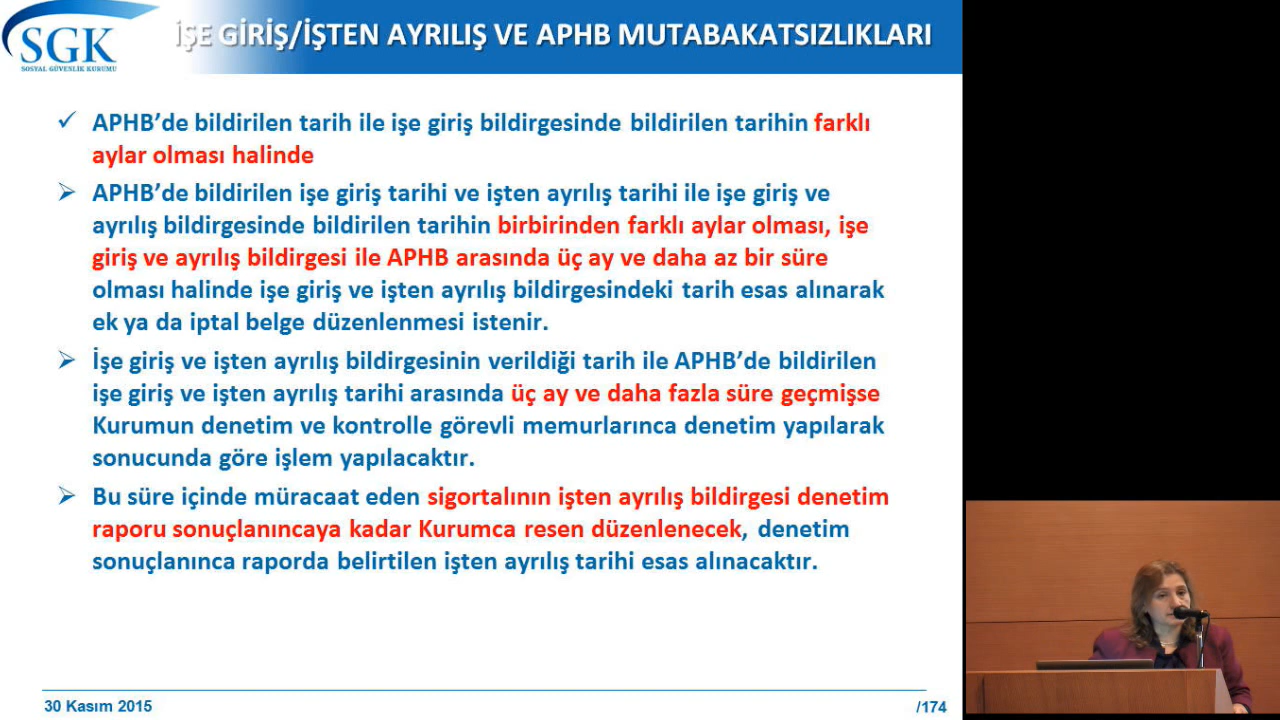 SGK
SOSYAL GÜVENLİK KURUMU
İŞE GİRİŞ/İŞTEN AYRILIŞ VE APHB MUTABAKATSIZLIKLARI
APHB’de bildirilen tarih ile işe giriş bildirgesinde bildirilen tarihin farklı
aylar olması halinde
APHB’de bildirilen işe giriş tarihi ve işten ayrılış tarihi ile işe giriş ve
ayrılış bildirgesinde bildirilen tarihin birbirinden farklı aylar olması, işe
giriş ve ayrılış bildirgesi ile APHB arasında üç ay ve daha az bir süre
olması halinde işe giriş ve işten ayrılış bildirgesindeki tarih esas alınarak
ek ya da iptal belge düzenlenmesi istenir.
İşe giriş ve işten ayrılış bildirgesinin verildiği tarih ile APHB’de bildirilen
işe giriş ve işten ayrılış tarihi arasında üç ay ve daha fazla süre geçmişse
Kurumun denetim ve kontrolle görevli memurlarınca denetim yapılarak
sonucunda göre işlem yapılacaktır.
Bu süre içinde müracaat eden sigortalının işten ayrılış bildirgesi denetim
raporu sonuçlanıncaya kadar Kurumca resen düzenlenecek, denetim
sonuçlanınca raporda belirtilen işten ayrılış tarihi esas alınacaktır.
30 Kasım 2015
/174